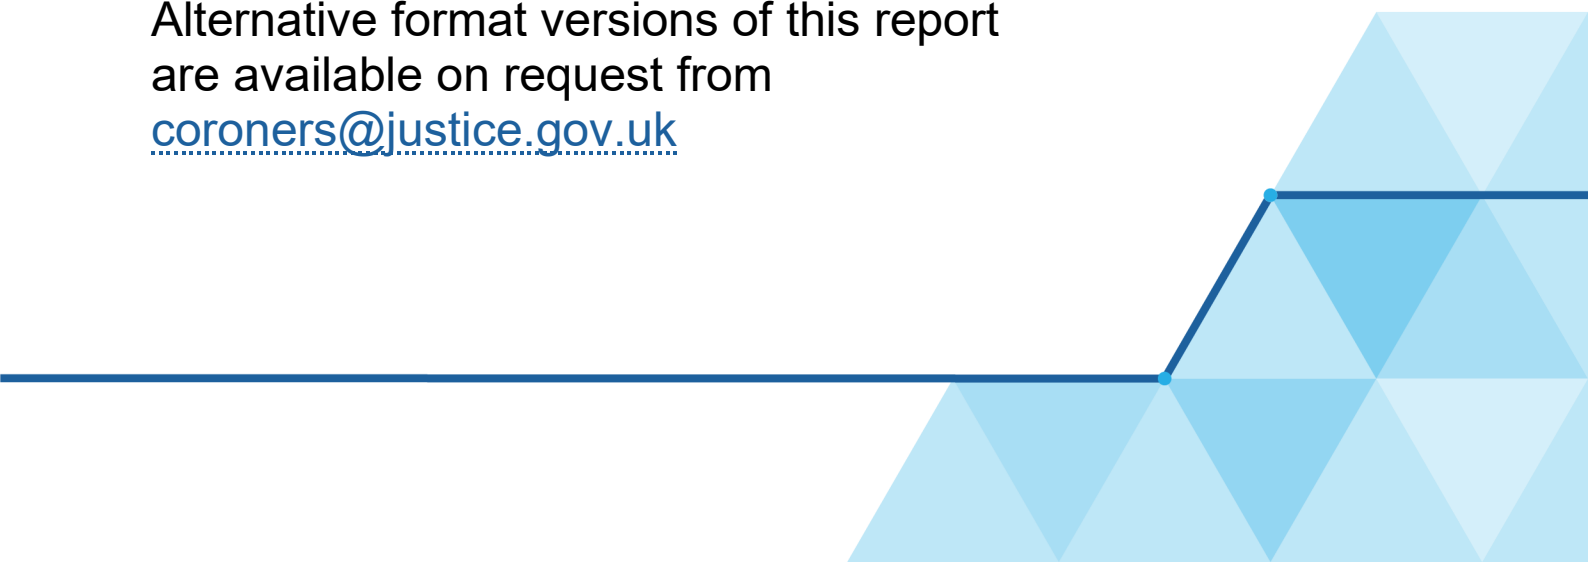 Alternative format versions of this report
are available on request from
coroners@justice.gov.uk